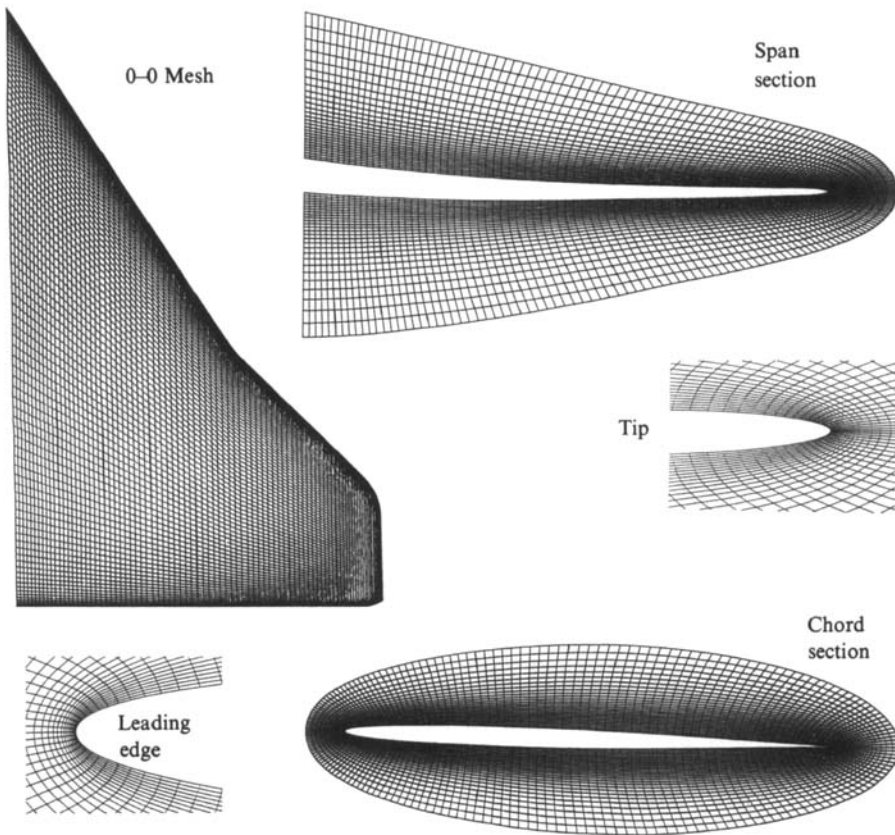 0–0 Mesh
Span
section
Tip
Leading
edge
Chord
section